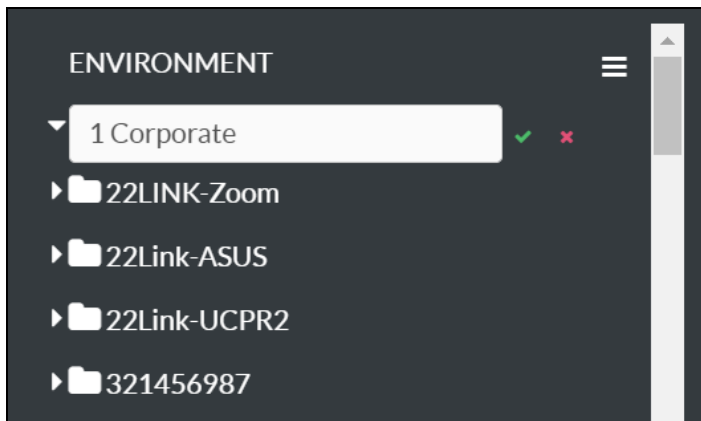 ENVIRONMENT
1 Corporate
22LINK-Zoom
22Link-ASUS
22Link-UCPR2
321456987